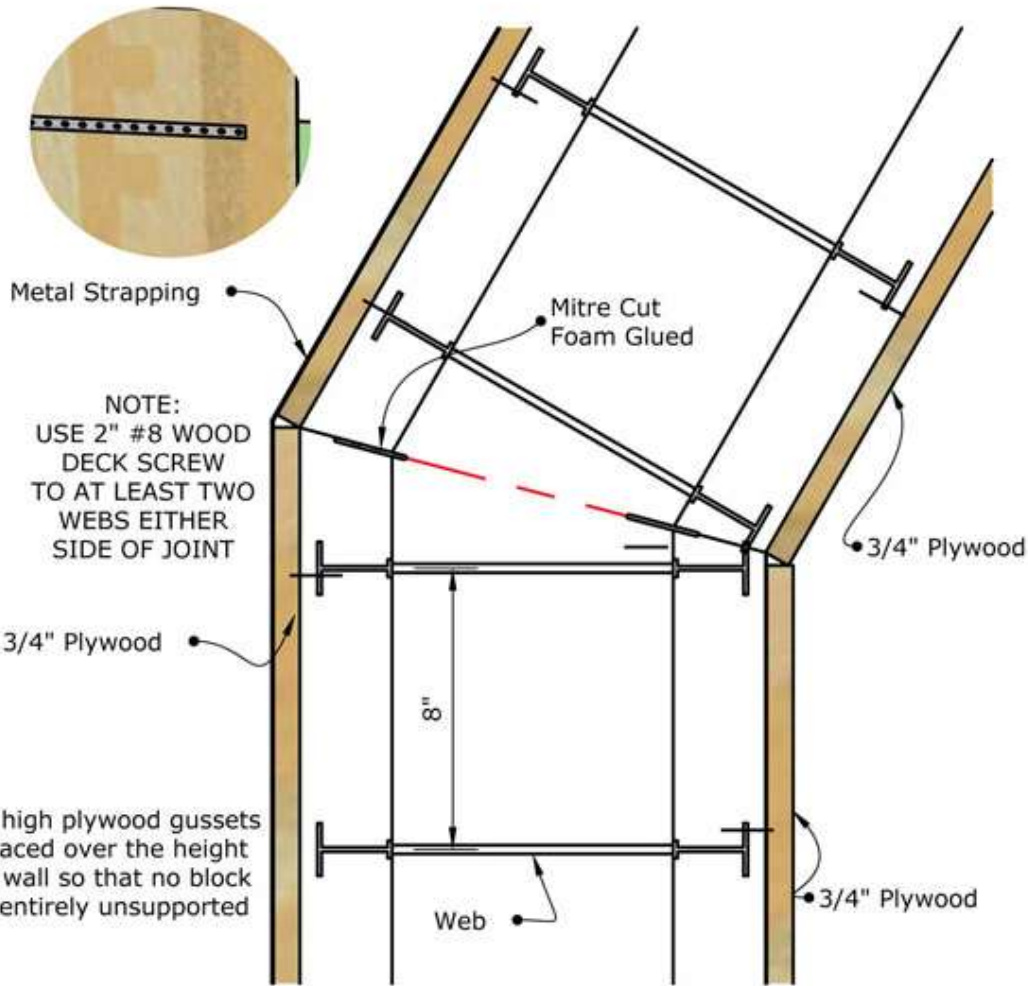 Metal Strapping
Mitre Cut
Foam Glued
NOTE:
USE 2" #8 WOOD
DECK SCREW
TO AT LEAST TWO
WEBS EITHER
SIDE OF JOINT
3/4" Plywood
3/4" Plywood
8"
high plywood gussets
aced over the height
wall so that no block
entirely unsupported
Web
3/4" Plywood